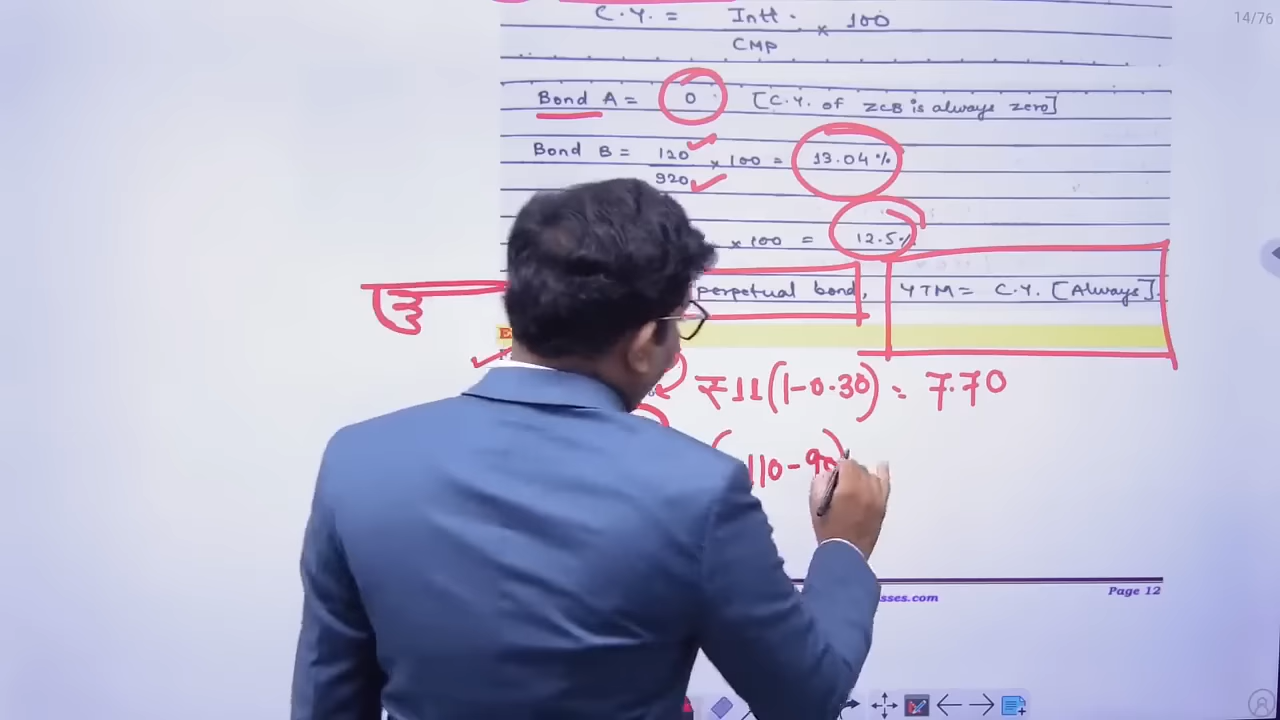 14/76
C.Y. = Intt. × 100
CMP
Bond A = 0 [C.Y. of ZCB is always zero]
Bond B = 120 × 100 = 13.04%
920
× 100 = 12.5%
perpetual bond, YTM = C.Y. [Always].
₹11(1-0.30) = 7.70
(110-90)
sses.com
Page 12